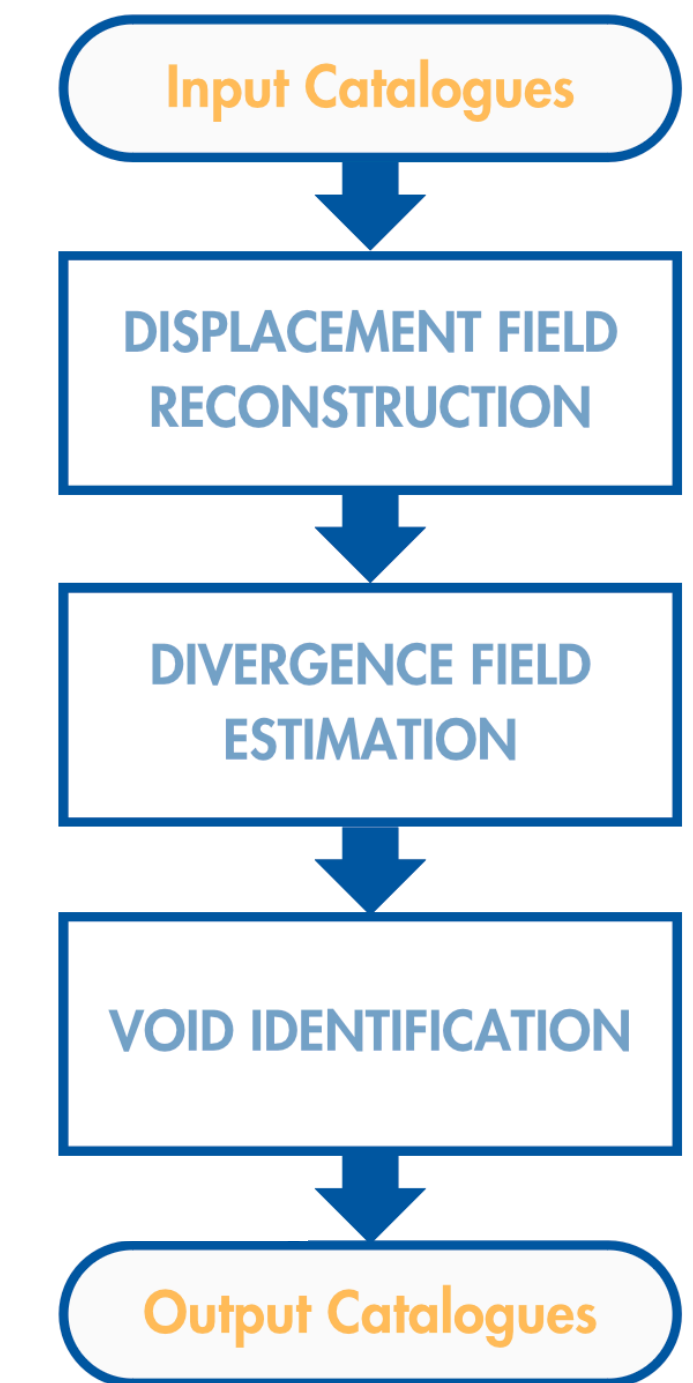 Input Catalogues
DISPLACEMENT FIELD
RECONSTRUCTION
DIVERGENCE FIELD
ESTIMATION
VOID IDENTIFICATION
Output Catalogues